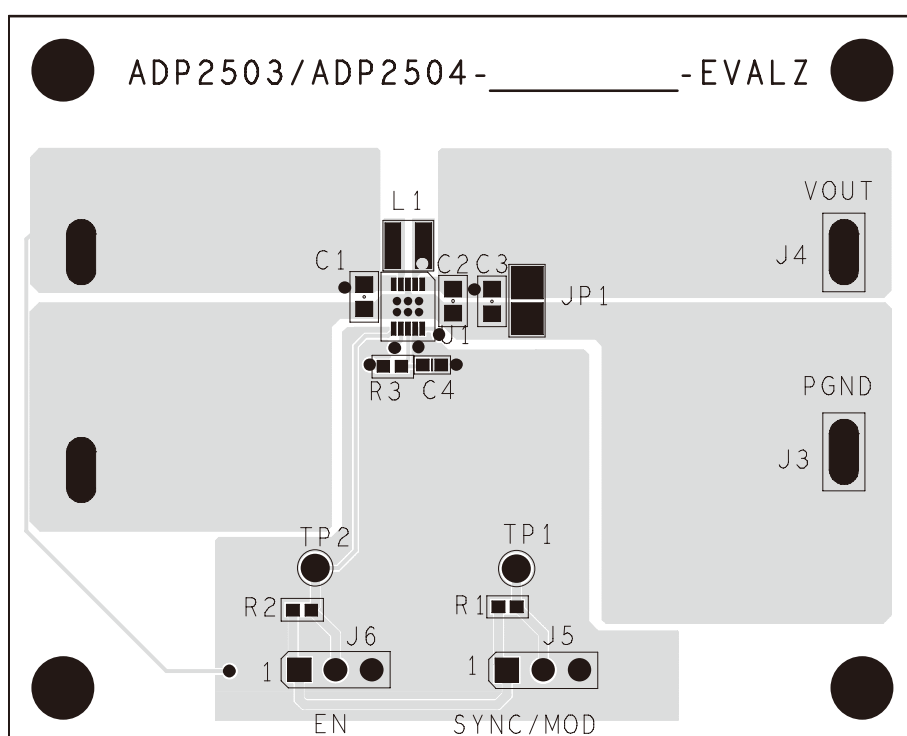 ADP2503/ADP2504-_________-EVALZ
VOUT
L1
J4
C1
C2
C3
JP1
U1
R3
C4
PGND
J3
TP2
TP1
R2
R1
J6
J5
1
1
EN
SYNC/MOD